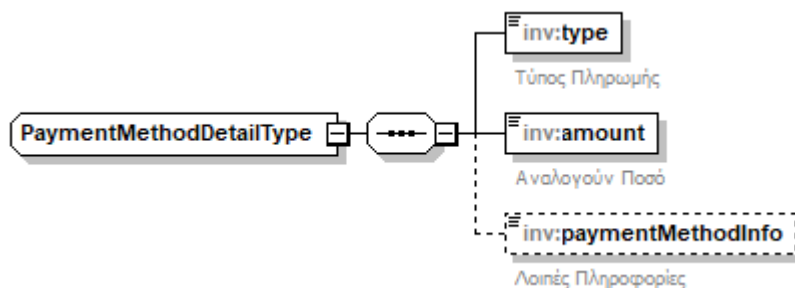 inv:type
Τύπος Πληρωμής
PaymentMethodDetailType
inv:amount
Αναλογούν Ποσό
inv:paymentMethodInfo
Λοιπές Πληροφορίες